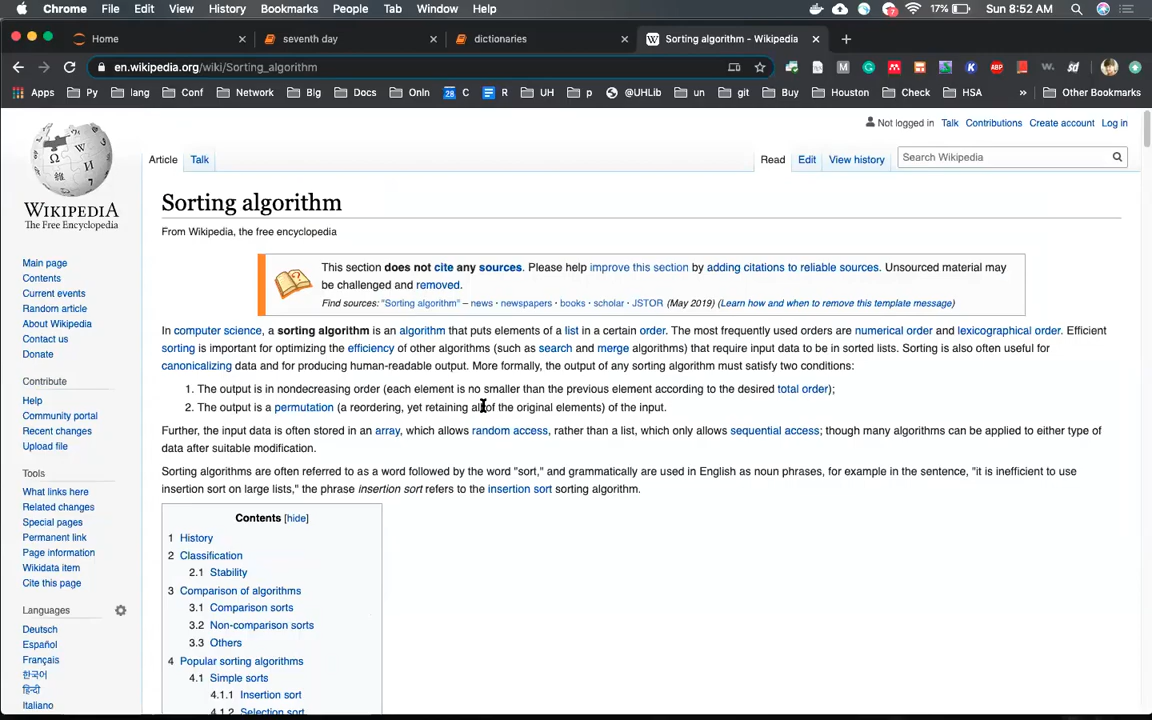 Chrome File Edit View History Bookmarks People Tab Window Help 7 17% Sun 8:52 AM
Home seventh day dictionaries Sorting algorithm - Wikipedia
en.wikipedia.org/wiki/Sorting_algorithm
Apps Py lang Conf Network Big Docs Onln 28 C R UH p @UHLib un git Buy Houston Check HSA » Other Bookmarks
Not logged in Talk Contributions Create account Log in
Article Talk Read Edit View history Search Wikipedia
WIKIPEDIA
The Free Encyclopedia
Sorting algorithm
From Wikipedia, the free encyclopedia
This section does not cite any sources. Please help improve this section by adding citations to reliable sources. Unsourced material may
be challenged and removed.
Find sources: "Sorting algorithm" – news · newspapers · books · scholar · JSTOR (May 2019) (Learn how and when to remove this template message)
In computer science, a sorting algorithm is an algorithm that puts elements of a list in a certain order. The most frequently used orders are numerical order and lexicographical order. Efficient
sorting is important for optimizing the efficiency of other algorithms (such as search and merge algorithms) that require input data to be in sorted lists. Sorting is also often useful for
canonicalizing data and for producing human-readable output. More formally, the output of any sorting algorithm must satisfy two conditions:
1. The output is in nondecreasing order (each element is no smaller than the previous element according to the desired total order);
2. The output is a permutation (a reordering, yet retaining all of the original elements) of the input.
Further, the input data is often stored in an array, which allows random access, rather than a list, which only allows sequential access; though many algorithms can be applied to either type of
data after suitable modification.
Sorting algorithms are often referred to as a word followed by the word "sort," and grammatically are used in English as noun phrases, for example in the sentence, "it is inefficient to use
insertion sort on large lists," the phrase insertion sort refers to the insertion sort sorting algorithm.
Contents [hide]
1 History
2 Classification
2.1 Stability
3 Comparison of algorithms
3.1 Comparison sorts
3.2 Non-comparison sorts
3.3 Others
4 Popular sorting algorithms
4.1 Simple sorts
4.1.1 Insertion sort
4.1.2 Selection sort
Main page
Contents
Current events
Random article
About Wikipedia
Contact us
Donate
Contribute
Help
Community portal
Recent changes
Upload file
Tools
What links here
Related changes
Special pages
Permanent link
Page information
Wikidata item
Cite this page
Languages
Deutsch
Español
Français
한국어
हिन्दी
Italiano